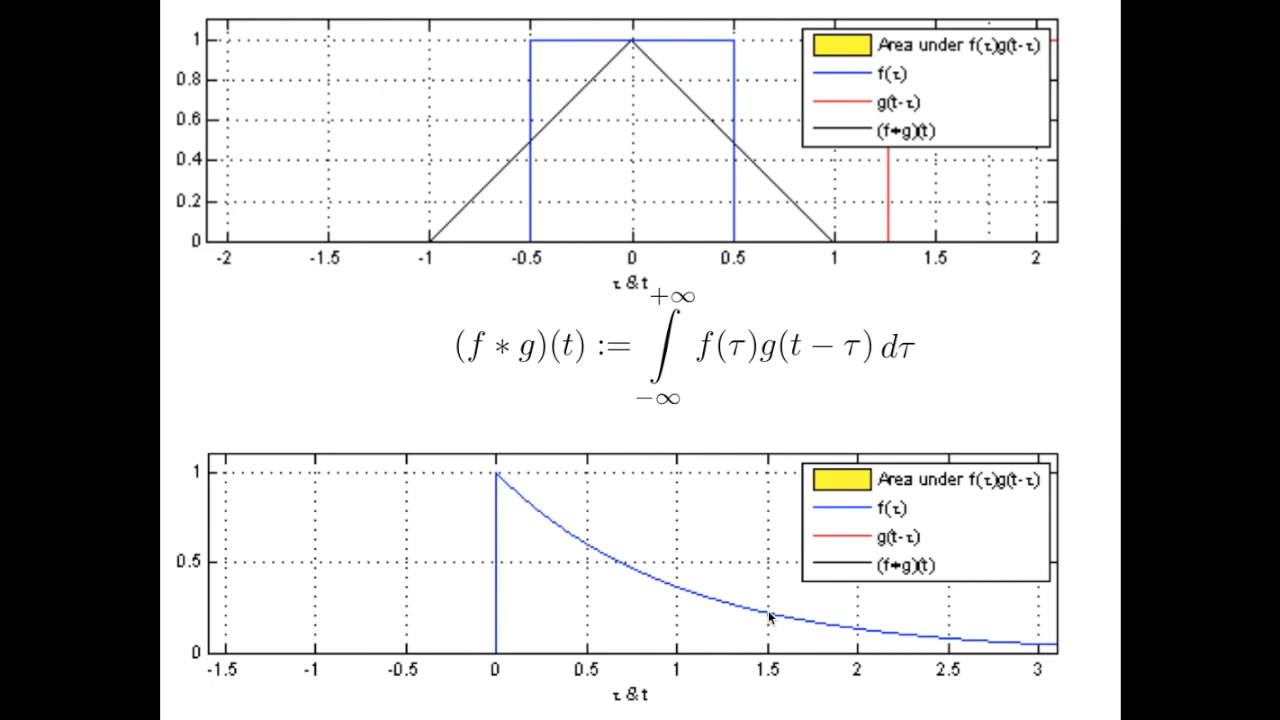 1
0.8
0.6
0.4
0.2
0
-2 -1.5 -1 -0.5 0 0.5 1 1.5 2
τ & t
Area under f(τ)g(t-τ)
f(τ)
g(t-τ)
(f∗g)(t)
(f ∗ g)(t) := ∫_{−∞}^{+∞} f(τ)g(t − τ) dτ
1
0.5
0
-1.5 -1 -0.5 0 0.5 1 1.5 2 2.5 3
τ & t
Area under f(τ)g(t-τ)
f(τ)
g(t-τ)
(f∗g)(t)